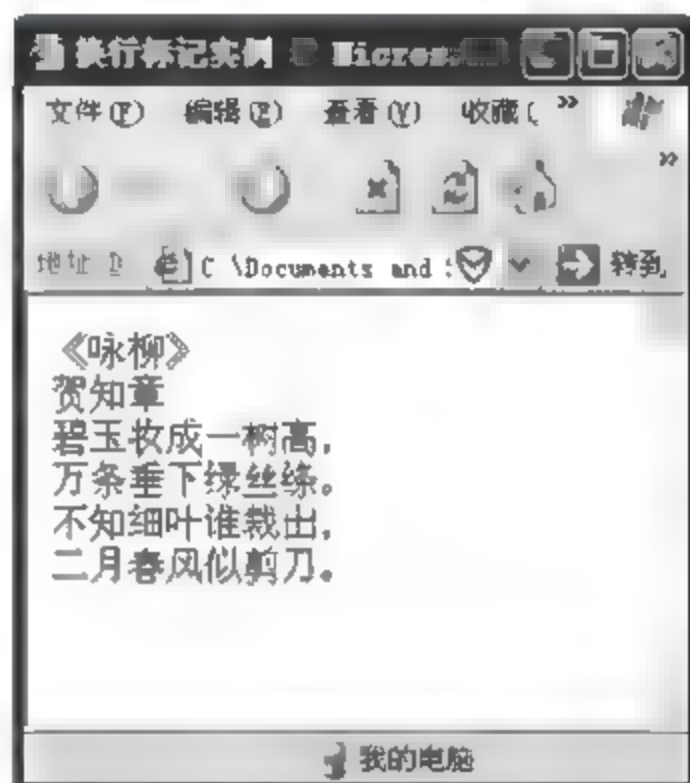 换行标记实例
文件(F) 编辑(E) 查看(V) 收藏( »
»
地址 D C \Documents and S 转到
《咏柳》
贺知章
碧玉妆成一树高,
万条垂下绿丝绦。
不知细叶谁裁出,
二月春风似剪刀。
我的电脑